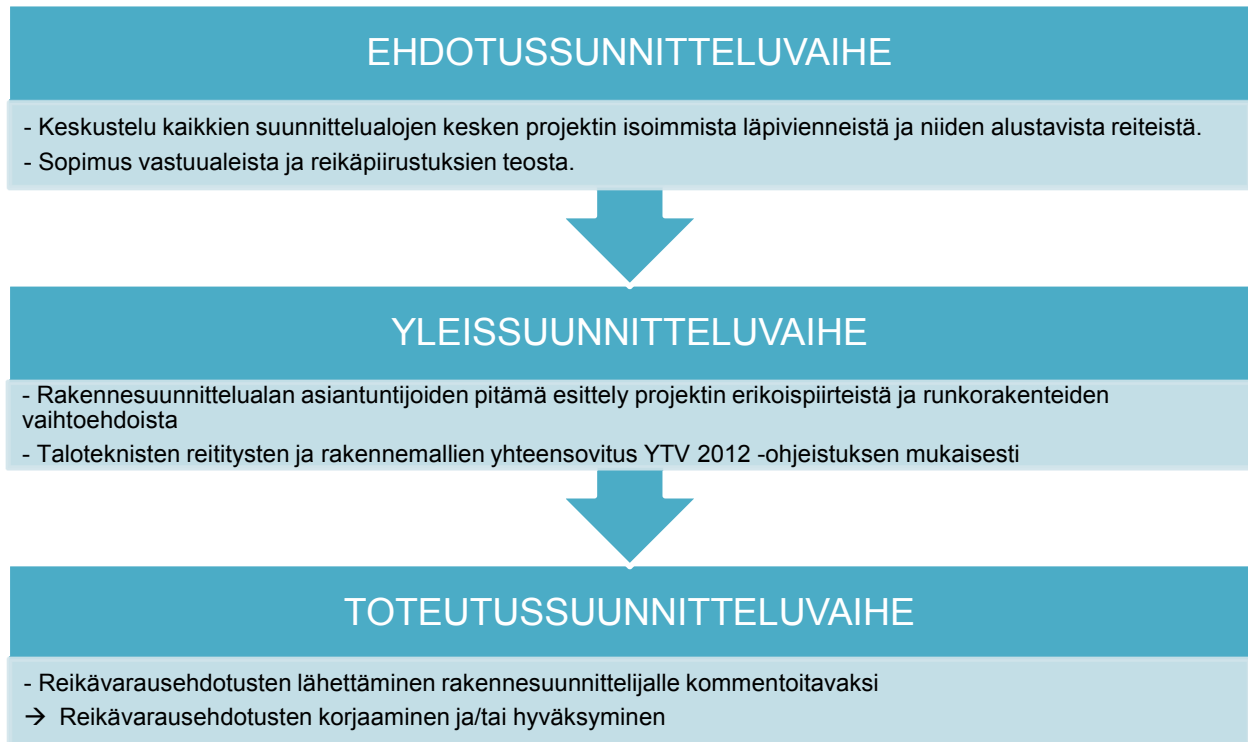 EHDOTUSSUNNITTELUVAIHE
- Keskustelu kaikkien suunnittelualojen kesken projektin isoimmista läpivienneistä ja niiden alustavista reiteistä.
- Sopimus vastuualeista ja reikäpiirustuksien teosta.
YLEISSUUNNITTELUVAIHE
- Rakennesuunnittelualan asiantuntijoiden pitämä esittely projektin erikoispiirteistä ja runkorakenteiden
vaihtoehdoista
- Taloteknisten reititysten ja rakennemallien yhteensovitus YTV 2012 -ohjeistuksen mukaisesti
TOTEUTUSSUUNNITTELUVAIHE
- Reikävarausehdotusten lähettäminen rakennesuunnittelijalle kommentoitavaksi
→ Reikävarausehdotusten korjaaminen ja/tai hyväksyminen